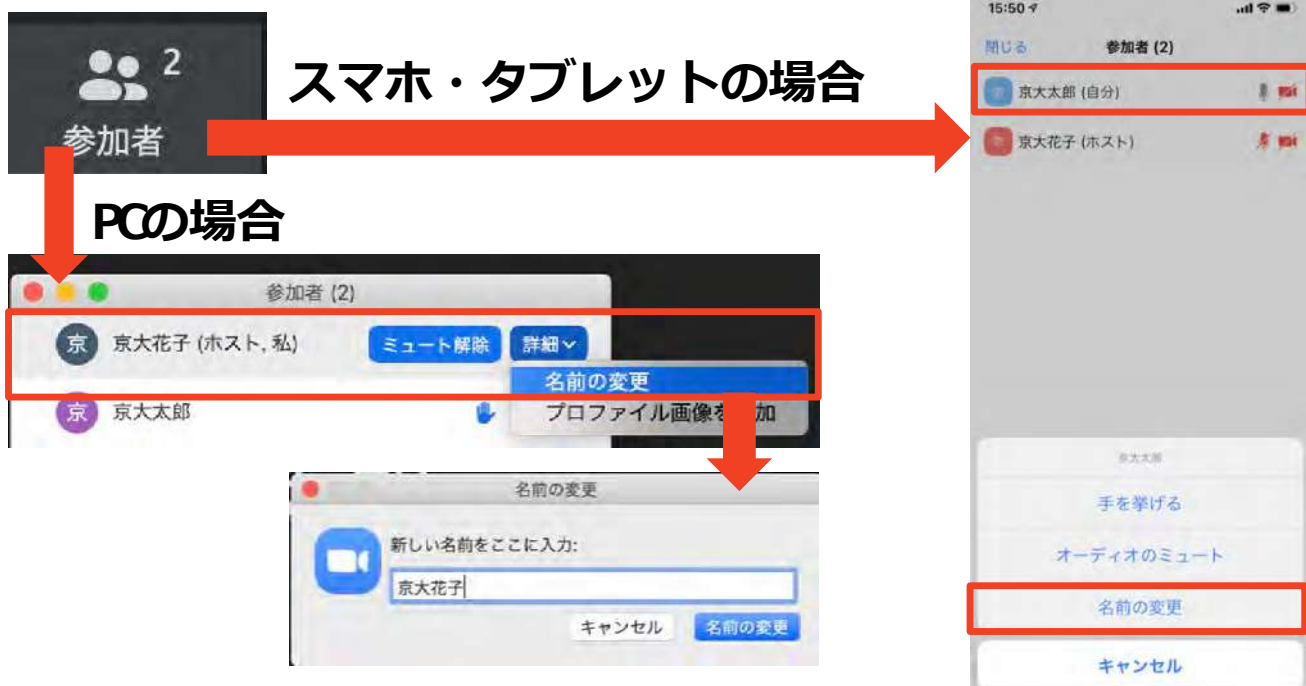 2
参加者
スマホ・タブレットの場合
PCの場合
参加者 (2)
京 京大花子 (ホスト, 私) ミュート解除 詳細
名前の変更
京 京大太郎
プロファイル画像を 加
名前の変更
新しい名前をここに入力:
京大花子
キャンセル 名前の変更
15:50
閉じる 参加者 (2)
京大太郎 (自分)
京大花子 (ホスト)
京大太郎
手を挙げる
オーディオのミュート
名前の変更
キャンセル